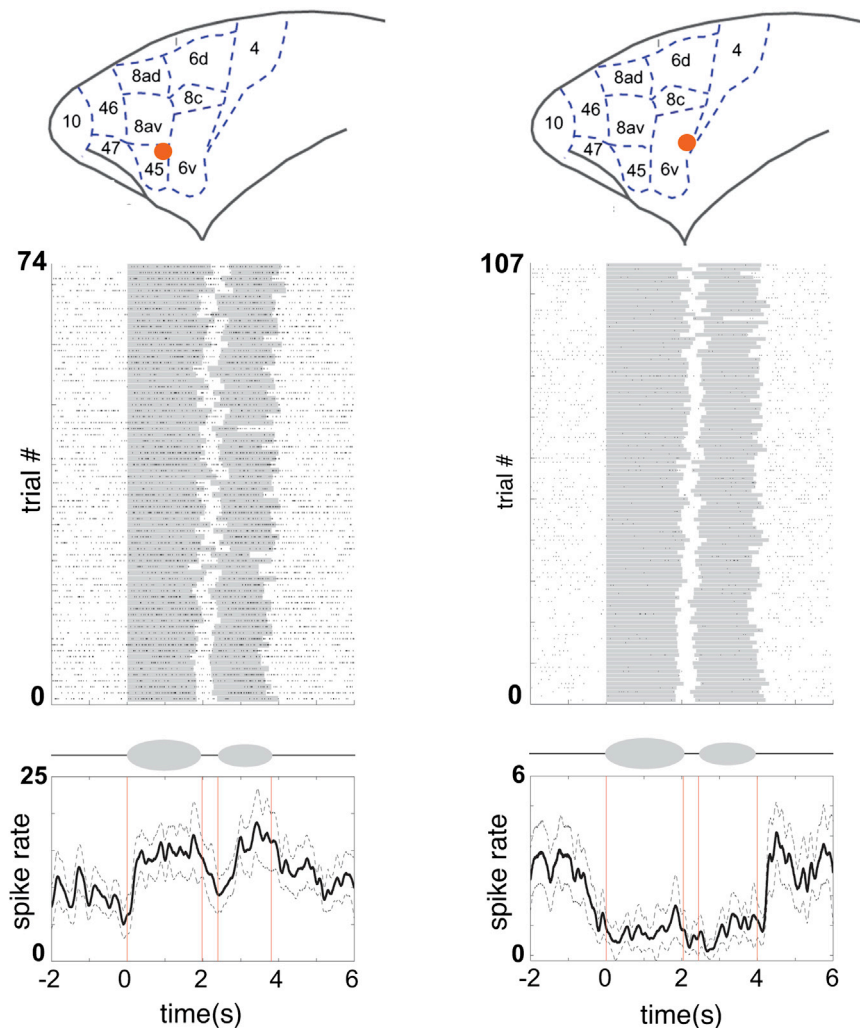 6d
4
8ad
8c
46
10
8av
47
45
6v
74
trial #
0
25
spike rate
0
-2 0 2 4 6
time(s)
6d
4
8ad
8c
46
10
8av
47
45
6v
107
trial #
0
6
spike rate
0
-2 0 2 4 6
time(s)